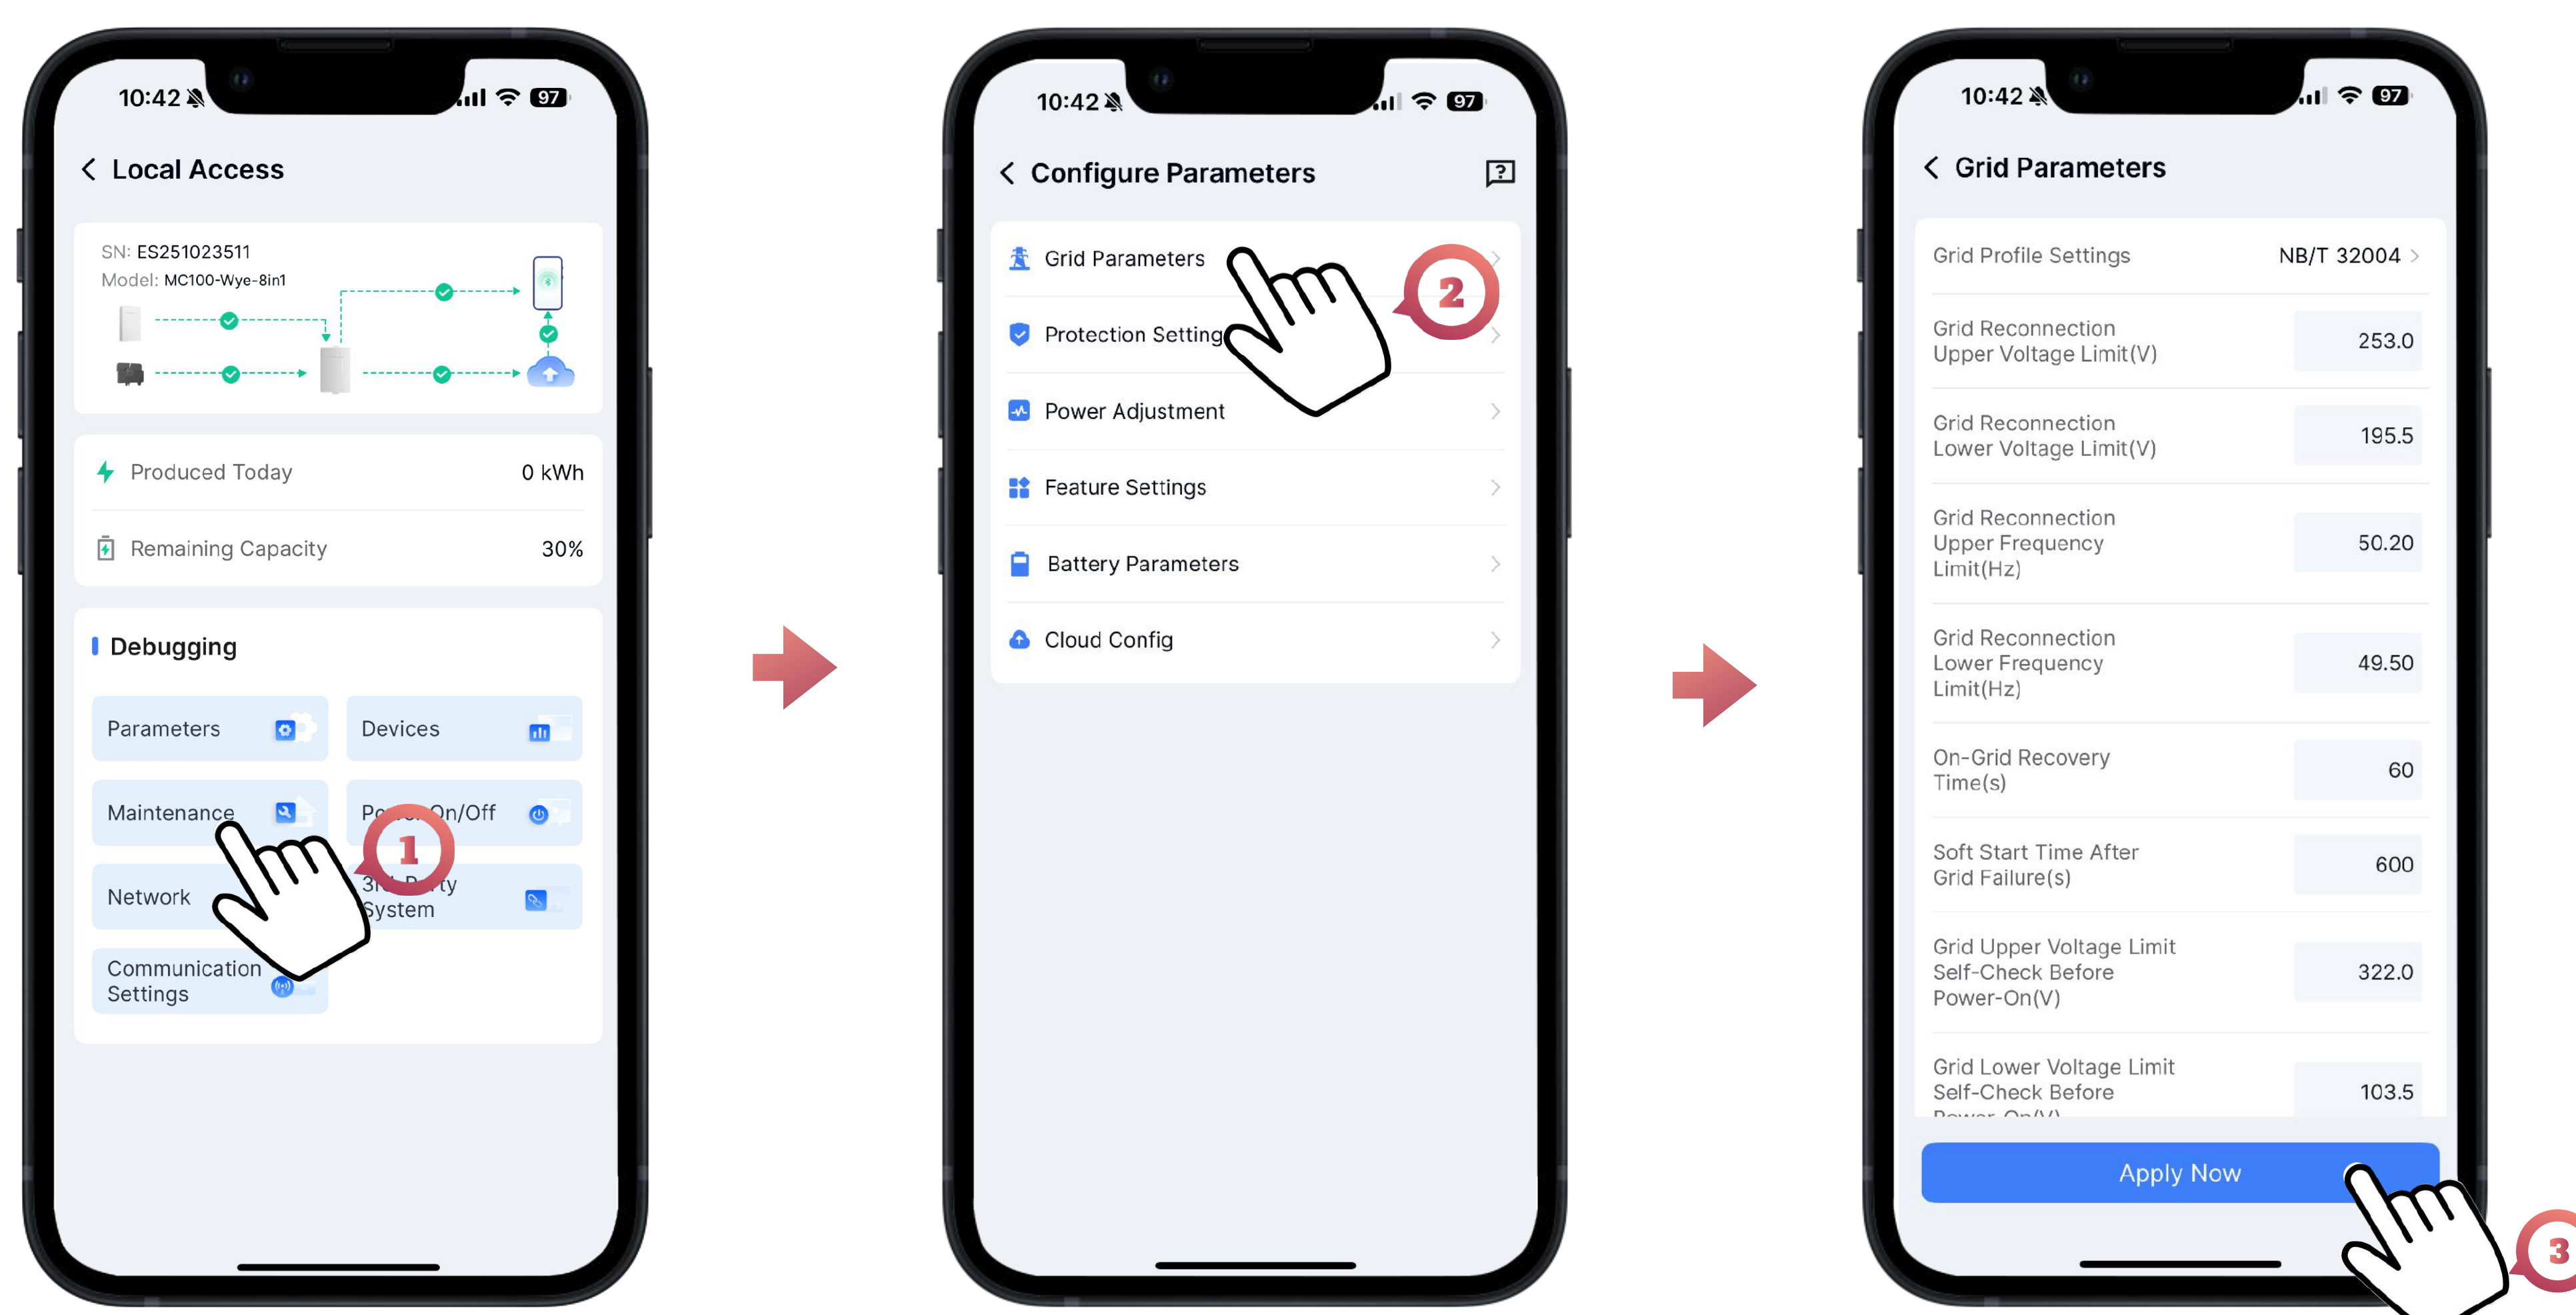 10:42
97
Local Access
SN: ES251023511
Model: MC100-Wye-8in1
Produced Today 0 kWh
Remaining Capacity 30%
Debugging
Parameters Devices
Maintenance On/Off
1
Network
System
Communication
Settings
10:42
97
Configure Parameters
Grid Parameters
2
Protection Setting
Power Adjustment
Feature Settings
Battery Parameters
Cloud Config
10:42
97
Grid Parameters
Grid Profile Settings NB/T 32004
Grid Reconnection
Upper Voltage Limit(V)
253.0
Grid Reconnection
Lower Voltage Limit(V)
195.5
Grid Reconnection
Upper Frequency
Limit(Hz)
50.20
Grid Reconnection
Lower Frequency
Limit(Hz)
49.50
On-Grid Recovery
Time(s)
60
Soft Start Time After
Grid Failure(s)
600
Grid Upper Voltage Limit
Self-Check Before
Power-On(V)
322.0
Grid Lower Voltage Limit
Self-Check Before
Power-On(V)
103.5
Apply Now
3